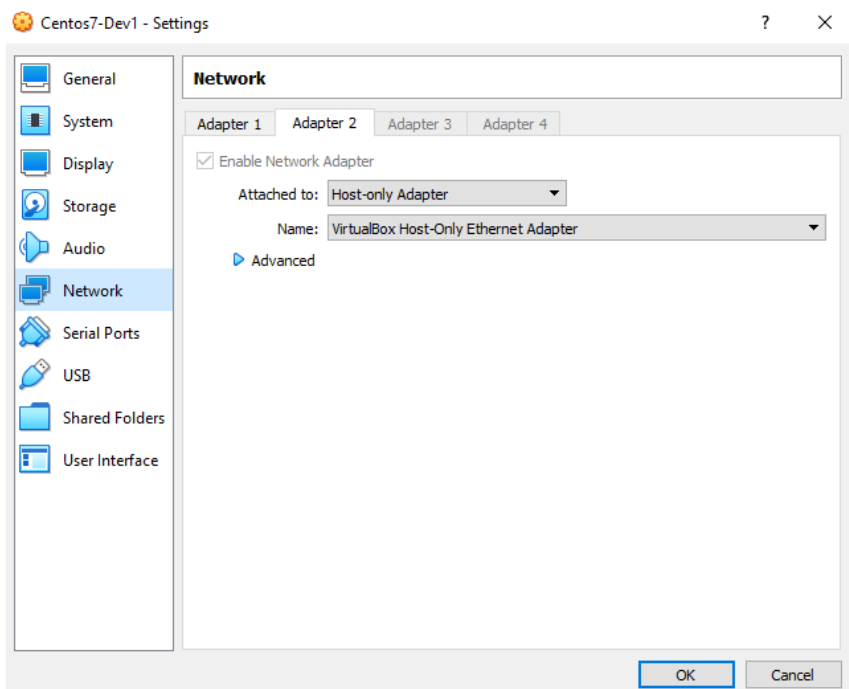 Centos7-Dev1 - Settings
?
General
System
Display
Storage
Audio
Network
Serial Ports
USB
Shared Folders
User Interface
Network
Adapter 1
Adapter 2
Adapter 3
Adapter 4
Enable Network Adapter
Attached to: Host-only Adapter
Name: VirtualBox Host-Only Ethernet Adapter
Advanced
OK
Cancel